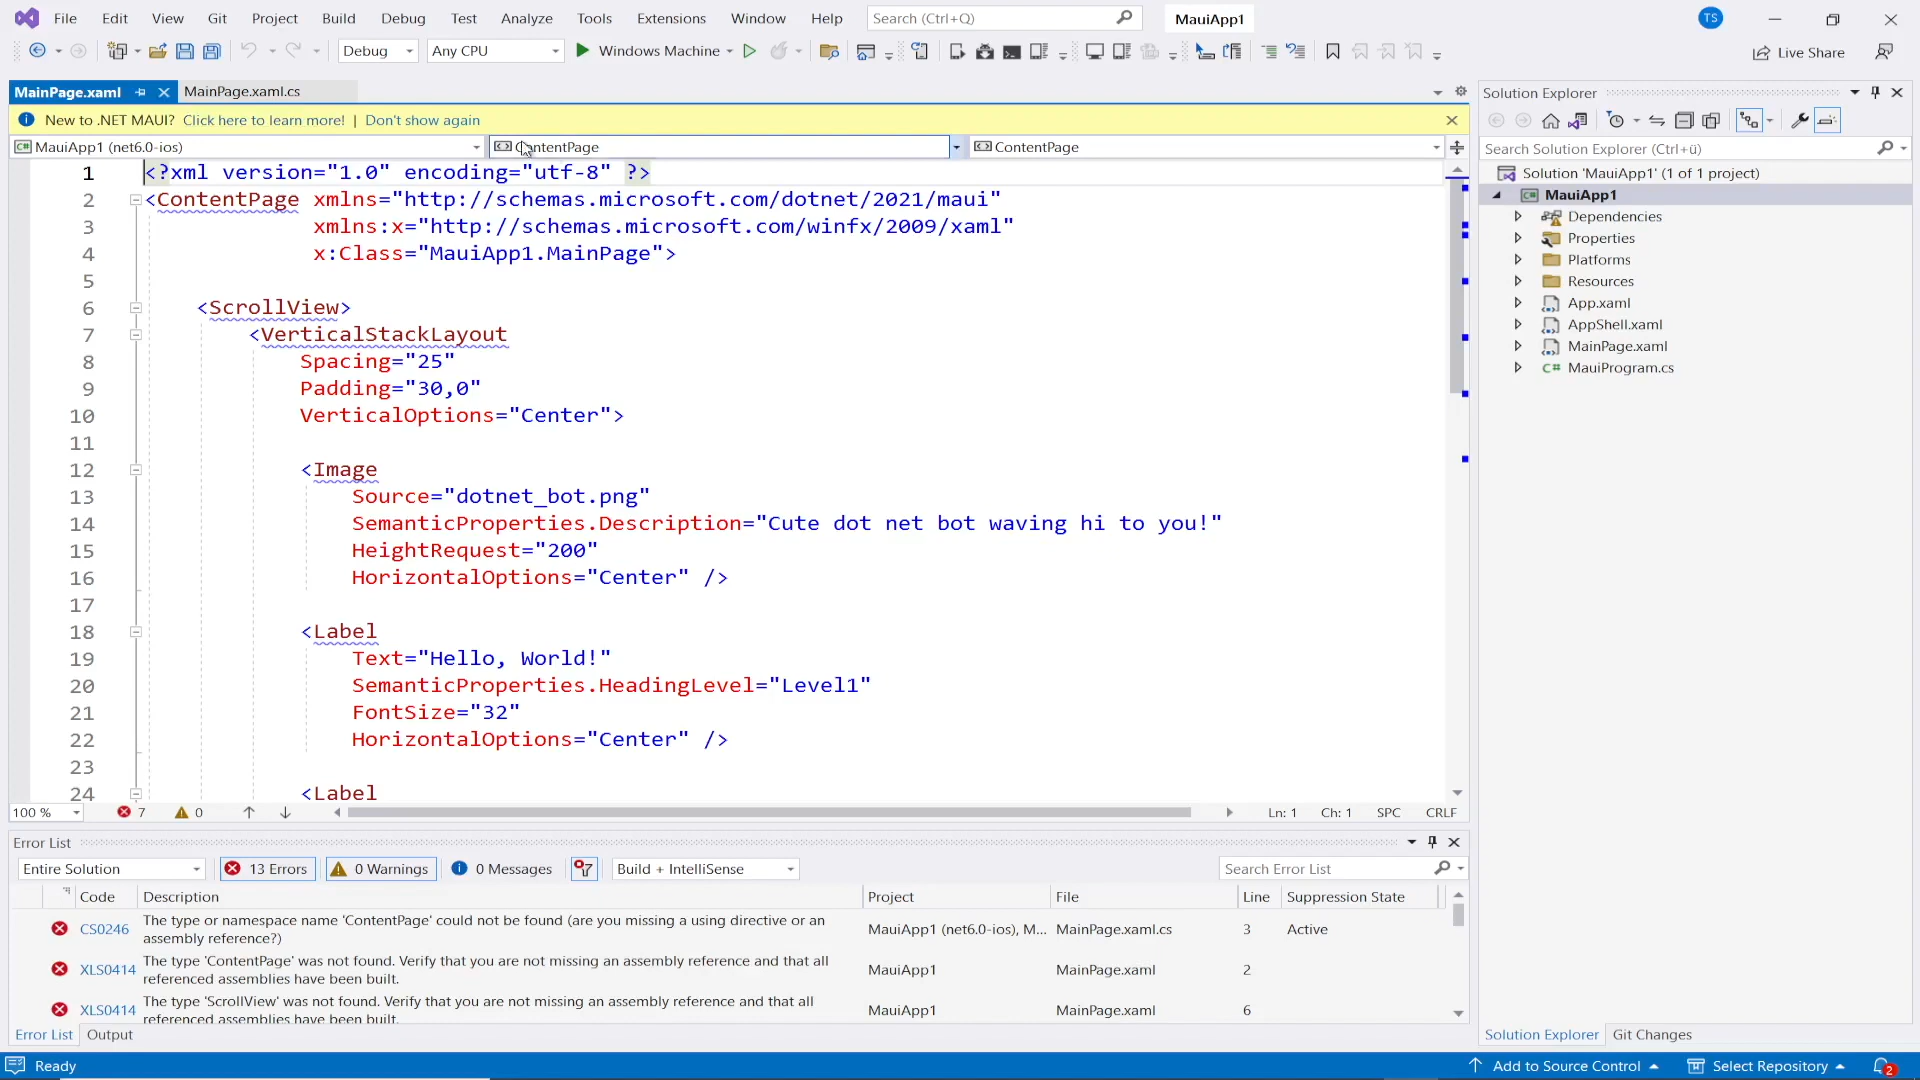 File Edit View Git Project Build Debug Test Analyze Tools Extensions Window Help Search (Ctrl+Q) MauiApp1 TS
Debug Any CPU Windows Machine Live Share
MainPage.xaml MainPage.xaml.cs
New to .NET MAUI? Click here to learn more! | Don't show again
MauiApp1 (net6.0-ios) ContentPage ContentPage
1 <?xml version="1.0" encoding="utf-8" ?>
2 <ContentPage xmlns="http://schemas.microsoft.com/dotnet/2021/maui"
3 xmlns:x="http://schemas.microsoft.com/winfx/2009/xaml"
4 x:Class="MauiApp1.MainPage">
5
6 <ScrollView>
7 <VerticalStackLayout
8 Spacing="25"
9 Padding="30,0"
10 VerticalOptions="Center">
11
12 <Image
13 Source="dotnet_bot.png"
14 SemanticProperties.Description="Cute dot net bot waving hi to you!"
15 HeightRequest="200"
16 HorizontalOptions="Center" />
17
18 <Label
19 Text="Hello, World!"
20 SemanticProperties.HeadingLevel="Level1"
21 FontSize="32"
22 HorizontalOptions="Center" />
23
24 <Label
100 % 7 0 Ln: 1 Ch: 1 SPC CRLF
Error List
Entire Solution 13 Errors 0 Warnings 0 Messages Build + IntelliSense Search Error List
Code Description Project File Line Suppression State
CS0246 The type or namespace name 'ContentPage' could not be found (are you missing a using directive or an
assembly reference?) MauiApp1 (net6.0-ios), M... MainPage.xaml.cs 3 Active
XLS0414 The type 'ContentPage' was not found. Verify that you are not missing an assembly reference and that all
referenced assemblies have been built. MauiApp1 MainPage.xaml 2
XLS0414 The type 'ScrollView' was not found. Verify that you are not missing an assembly reference and that all
referenced assemblies have been built. MauiApp1 MainPage.xaml 6
Error List Output
Solution Explorer
Search Solution Explorer (Ctrl+ü)
Solution 'MauiApp1' (1 of 1 project)
MauiApp1
Dependencies
Properties
Platforms
Resources
App.xaml
AppShell.xaml
MainPage.xaml
C# MauiProgram.cs
Solution Explorer Git Changes
Ready Add to Source Control Select Repository 2